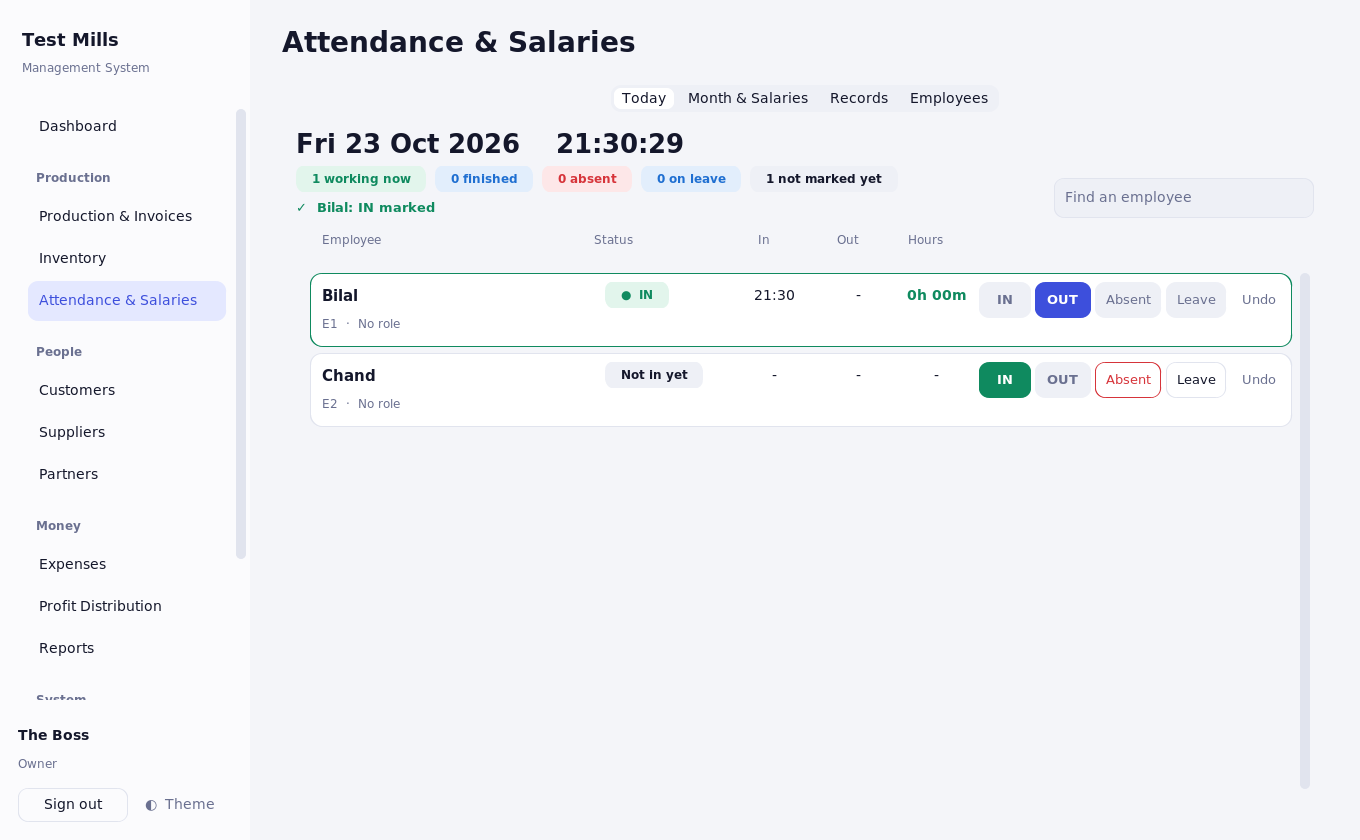 Test Mills
Management System
Dashboard
Production
Production & Invoices
Inventory
Attendance & Salaries
People
Customers
Suppliers
Partners
Money
Expenses
Profit Distribution
Reports
System
The Boss
Owner
Sign out ◐ Theme
Attendance & Salaries
Today Month & Salaries Records Employees
Fri 23 Oct 2026 21:30:29
1 working now 0 finished 0 absent 0 on leave 1 not marked yet
✓ Bilal: IN marked
Find an employee
Employee Status In Out Hours
Bilal ● IN 21:30 - 0h 00m IN OUT Absent Leave Undo
E1 · No role
Chand Not in yet - - - IN OUT Absent Leave Undo
E2 · No role